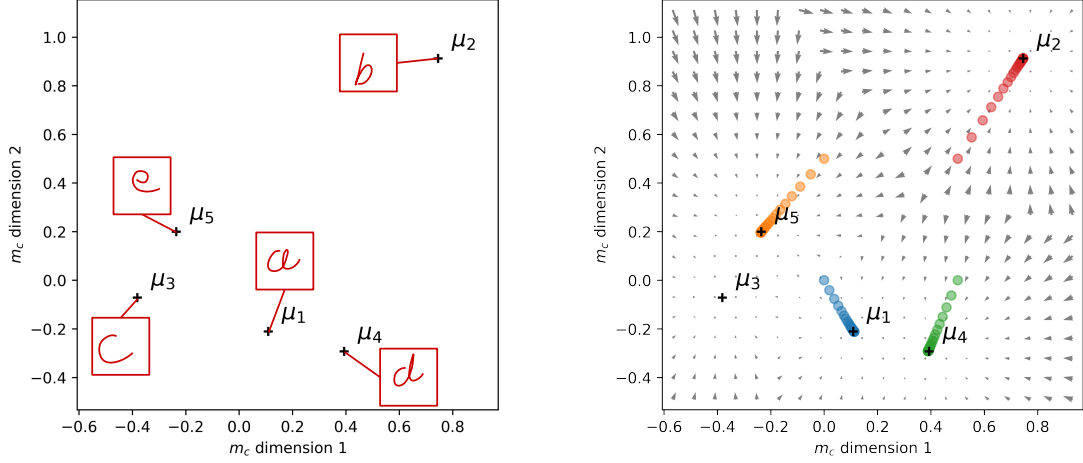 1.0
0.8
0.6
0.4
0.2
0.0
−0.2
−0.4
−0.6 −0.4 −0.2 0.0 0.2 0.4 0.6 0.8
m_c dimension 1
m_c dimension 2
b
μ₂
e
μ₅
a
μ₃
c
μ₁
μ₄
d
1.0
0.8
0.6
0.4
0.2
0.0
−0.2
−0.4
−0.6 −0.4 −0.2 0.0 0.2 0.4 0.6 0.8
m_c dimension 1
m_c dimension 2
μ₂
μ₅
μ₃
μ₁
μ₄